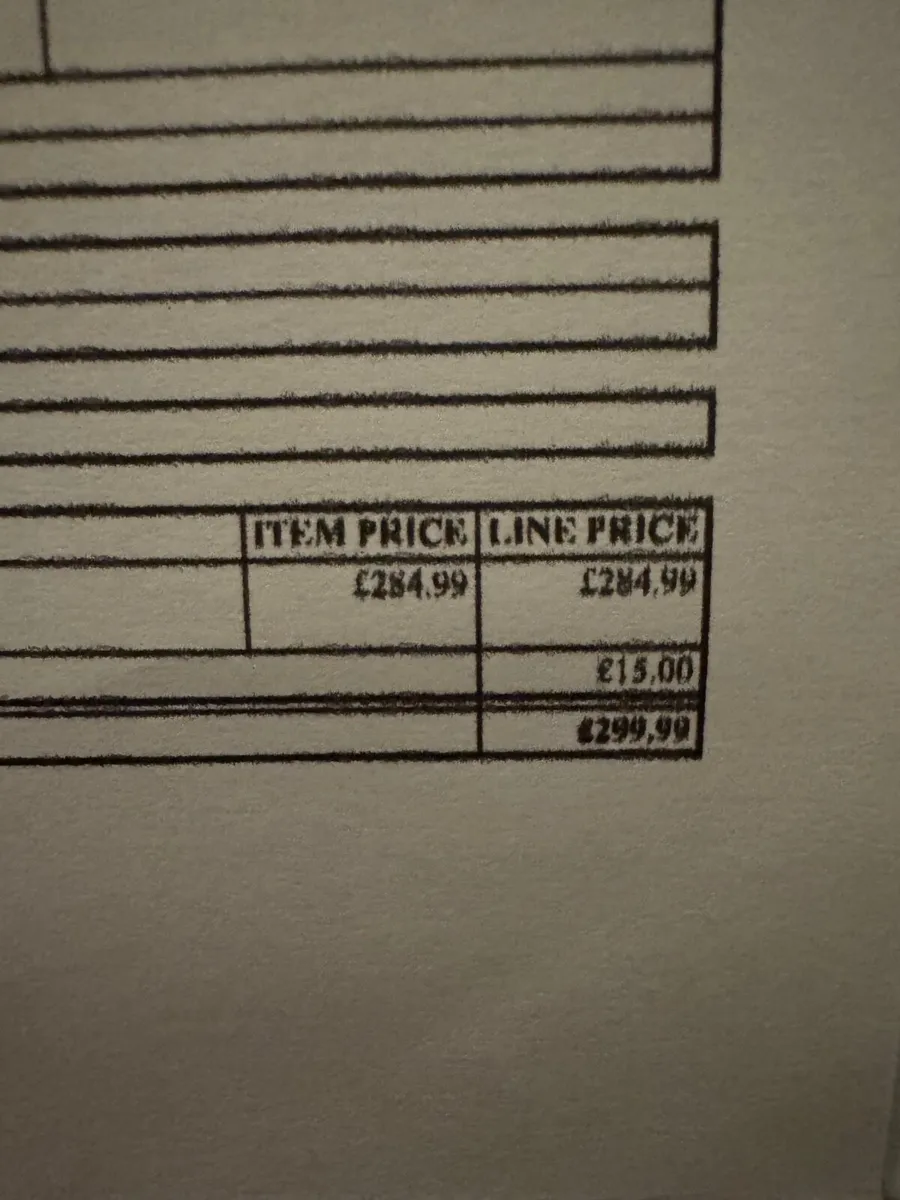 ITEM PRICE LINE PRICE
£284.99 £284.99
£15.00
£299.99